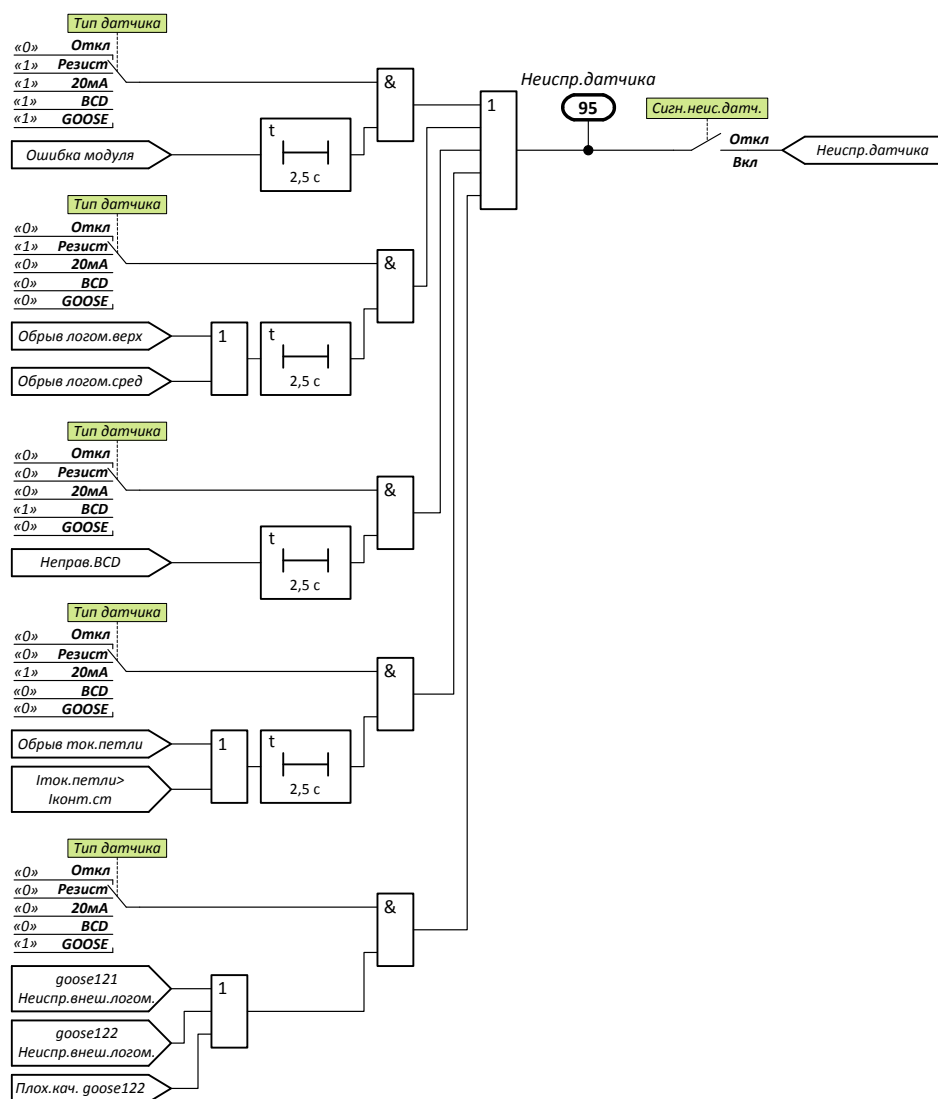 Тип датчика
«0» Откл
«1» Резист
«1» 20мА
«1» BCD
«1» GOOSE
Ошибка модуля
t
2,5 с
&
1
Неиспр.датчика
95
Сигн.неис.датч.
Откл
Вкл
Неиспр.датчика
Тип датчика
«0» Откл
«1» Резист
«0» 20мА
«0» BCD
«0» GOOSE
Обрыв логом.верх
Обрыв логом.сред
1
t
2,5 с
&
Тип датчика
«0» Откл
«0» Резист
«0» 20мА
«1» BCD
«0» GOOSE
Неправ.BCD
t
2,5 с
&
Тип датчика
«0» Откл
«0» Резист
«1» 20мА
«0» BCD
«0» GOOSE
Обрыв ток.петли
Iток.петли>
Iконт.ст
1
t
2,5 с
&
Тип датчика
«0» Откл
«0» Резист
«0» 20мА
«0» BCD
«1» GOOSE
goose121
Неиспр.внеш.логом.
goose122
Неиспр.внеш.логом.
Плох.кач. goose122
1
&